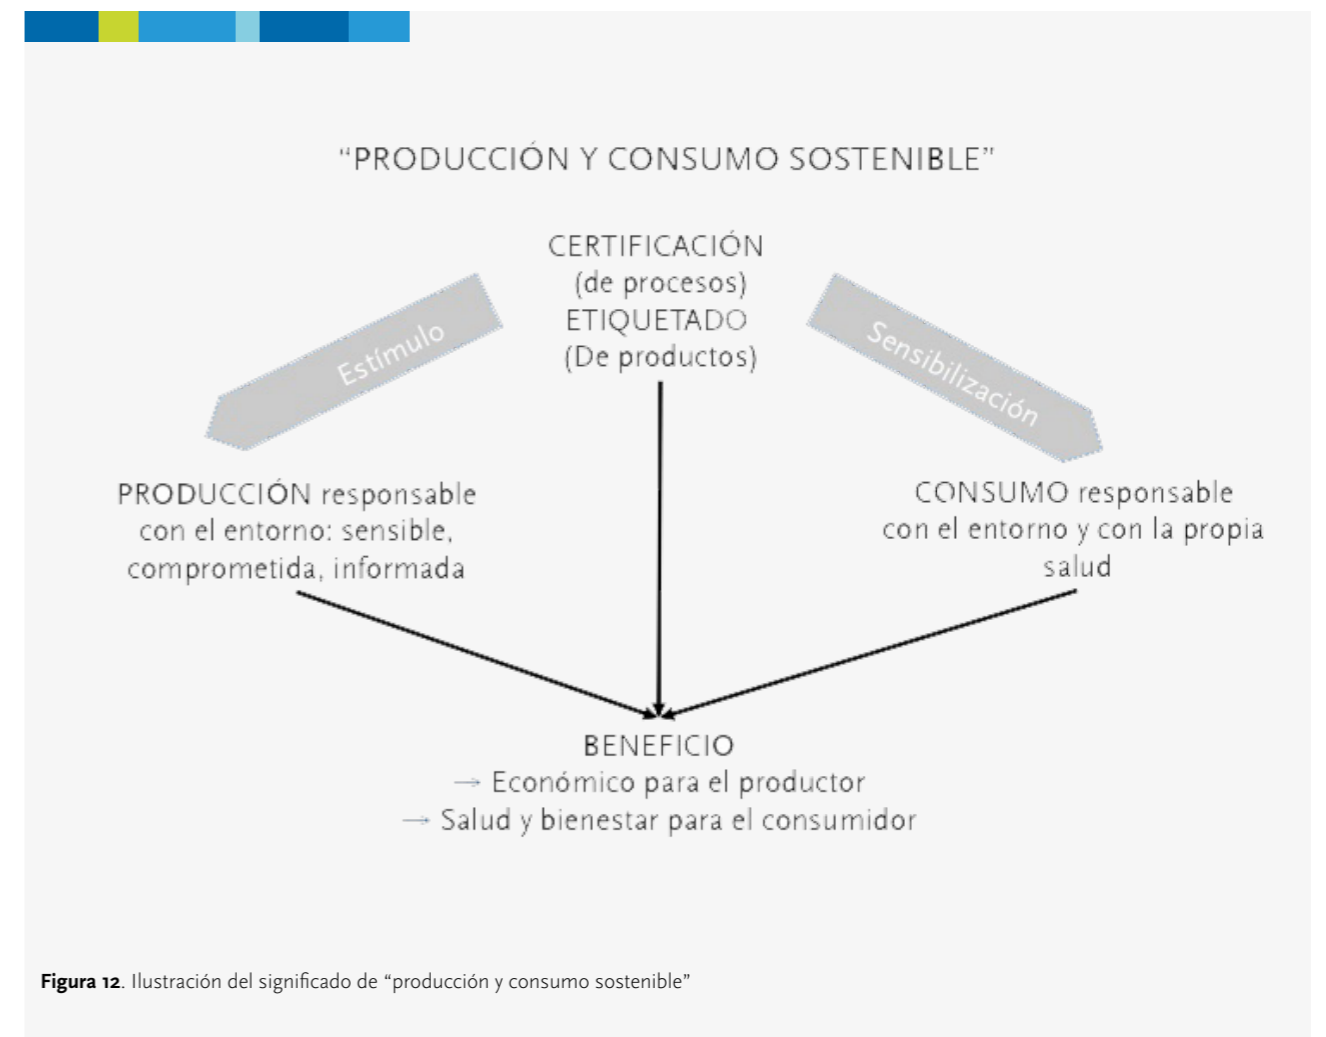 “PRODUCCIÓN Y CONSUMO SOSTENIBLE”
CERTIFICACIÓN
(de procesos)
ETIQUETADO
(De productos)
Estímulo
Sensibilización
PRODUCCIÓN responsable
con el entorno: sensible,
comprometida, informada
CONSUMO responsable
con el entorno y con la propia
salud
BENEFICIO
→ Económico para el productor
→ Salud y bienestar para el consumidor
Figura 12. Ilustración del significado de “producción y consumo sostenible”